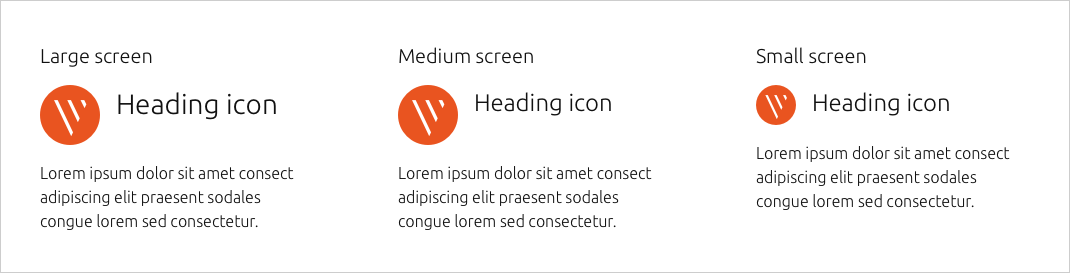 Large screen
Heading icon
Lorem ipsum dolor sit amet consect
adipiscing elit praesent sodales
congue lorem sed consectetur.
Medium screen
Heading icon
Lorem ipsum dolor sit amet consect
adipiscing elit praesent sodales
congue lorem sed consectetur.
Small screen
Heading icon
Lorem ipsum dolor sit amet consect
adipiscing elit praesent sodales
congue lorem sed consectetur.